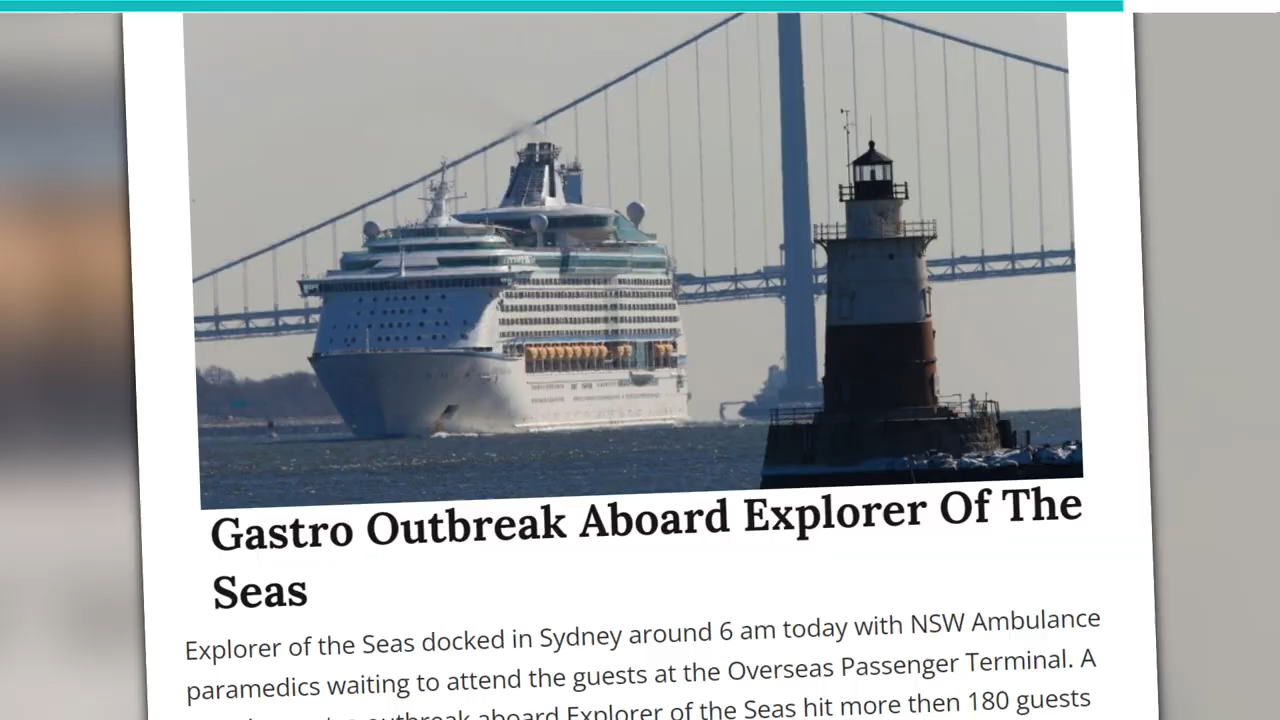 Gastro Outbreak Aboard Explorer Of The
Seas
Explorer of the Seas docked in Sydney around 6 am today with NSW Ambulance
paramedics waiting to attend the guests at the Overseas Passenger Terminal. A
outbreak aboard Explorer of the Seas hit more then 180 guests